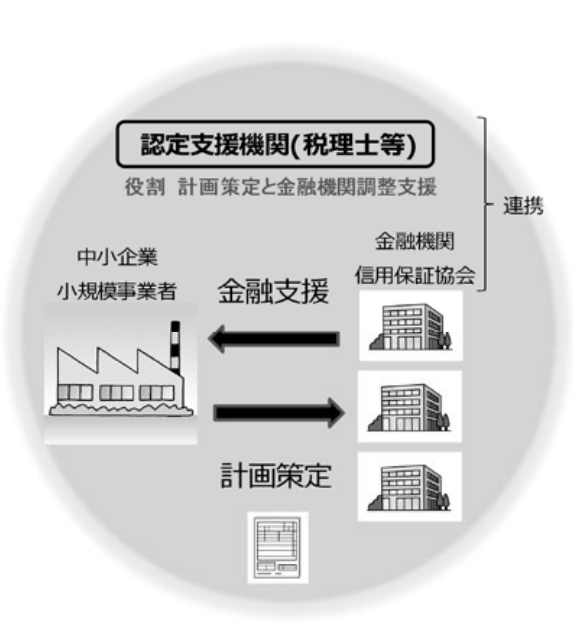 認定支援機関(税理士等)
役割 計画策定と金融機関調整支援
連携
金融機関
信用保証協会
中小企業
小規模事業者
金融支援
計画策定